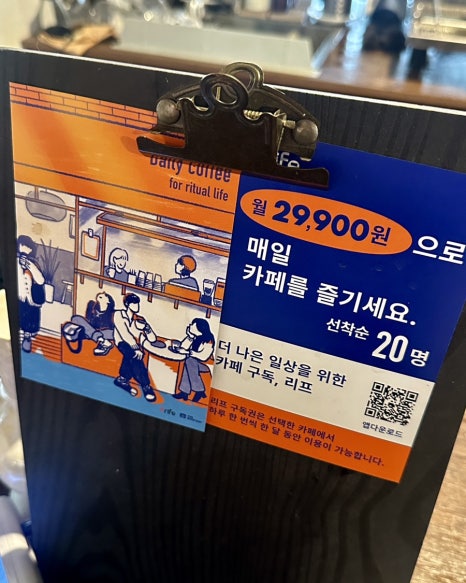 Daily Coffee
for ritual life
월 29,900원 으로
매일
카페를 즐기세요.
선착순 20명
더 나은 일상을 위한
카페 구독, 리프
앱다운로드
리프 구독권은 선택한 카페에서
하루 한 번씩 한 달 동안 이용이 가능합니다.